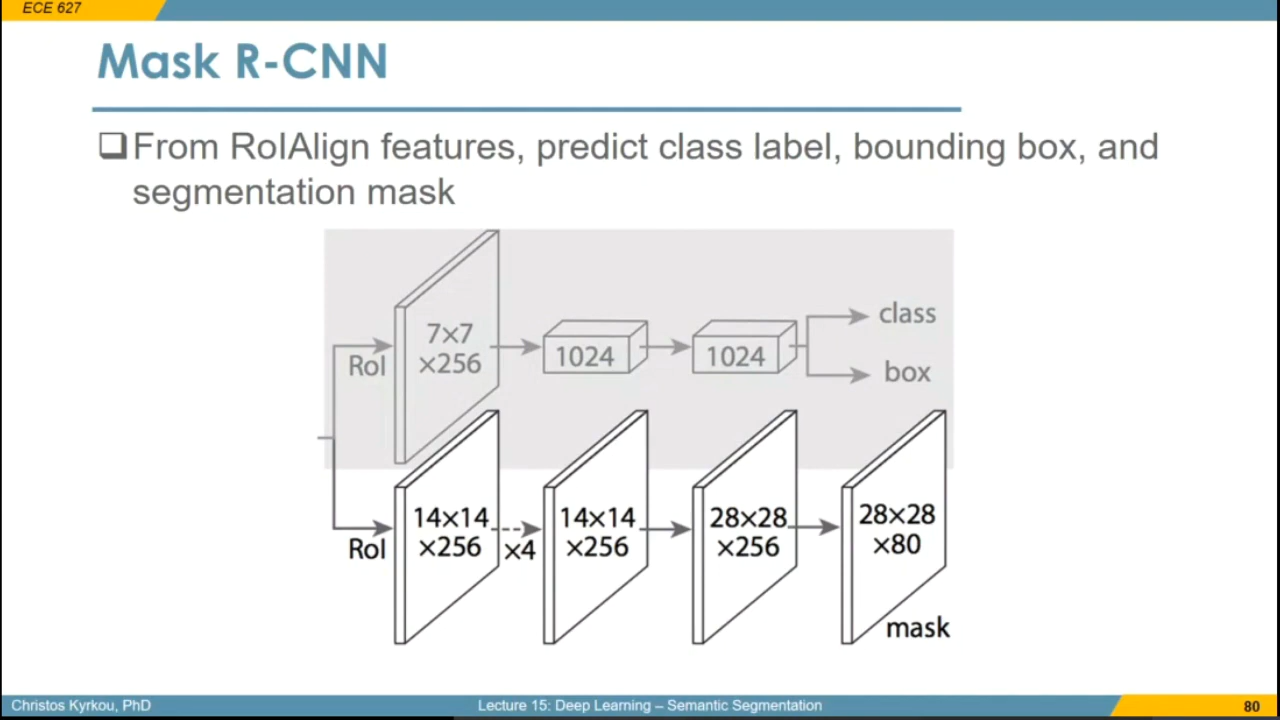 ECE 627
Mask R-CNN
❑From RoIAlign features, predict class label, bounding box, and
segmentation mask
RoI
7×7
×256
1024
1024
class
box
RoI
14×14
×256
×4
14×14
×256
28×28
×256
28×28
×80
mask
Christos Kyrkou, PhD
Lecture 15: Deep Learning – Semantic Segmentation
80